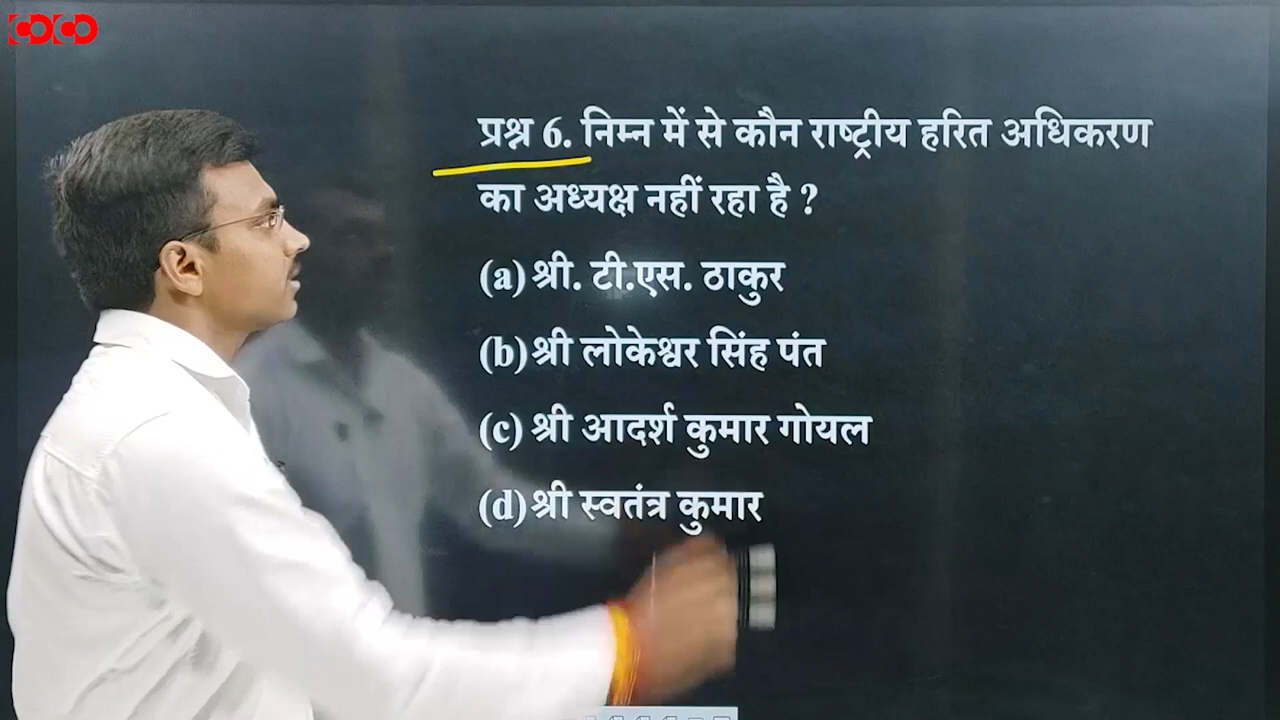 प्रश्न 6. निम्न में से कौन राष्ट्रीय हरित अधिकरण
का अध्यक्ष नहीं रहा है ?
(a) श्री. टी.एस. ठाकुर
(b) श्री लोकेश्वर सिंह पंत
(c) श्री आदर्श कुमार गोयल
(d) श्री स्वतंत्र कुमार